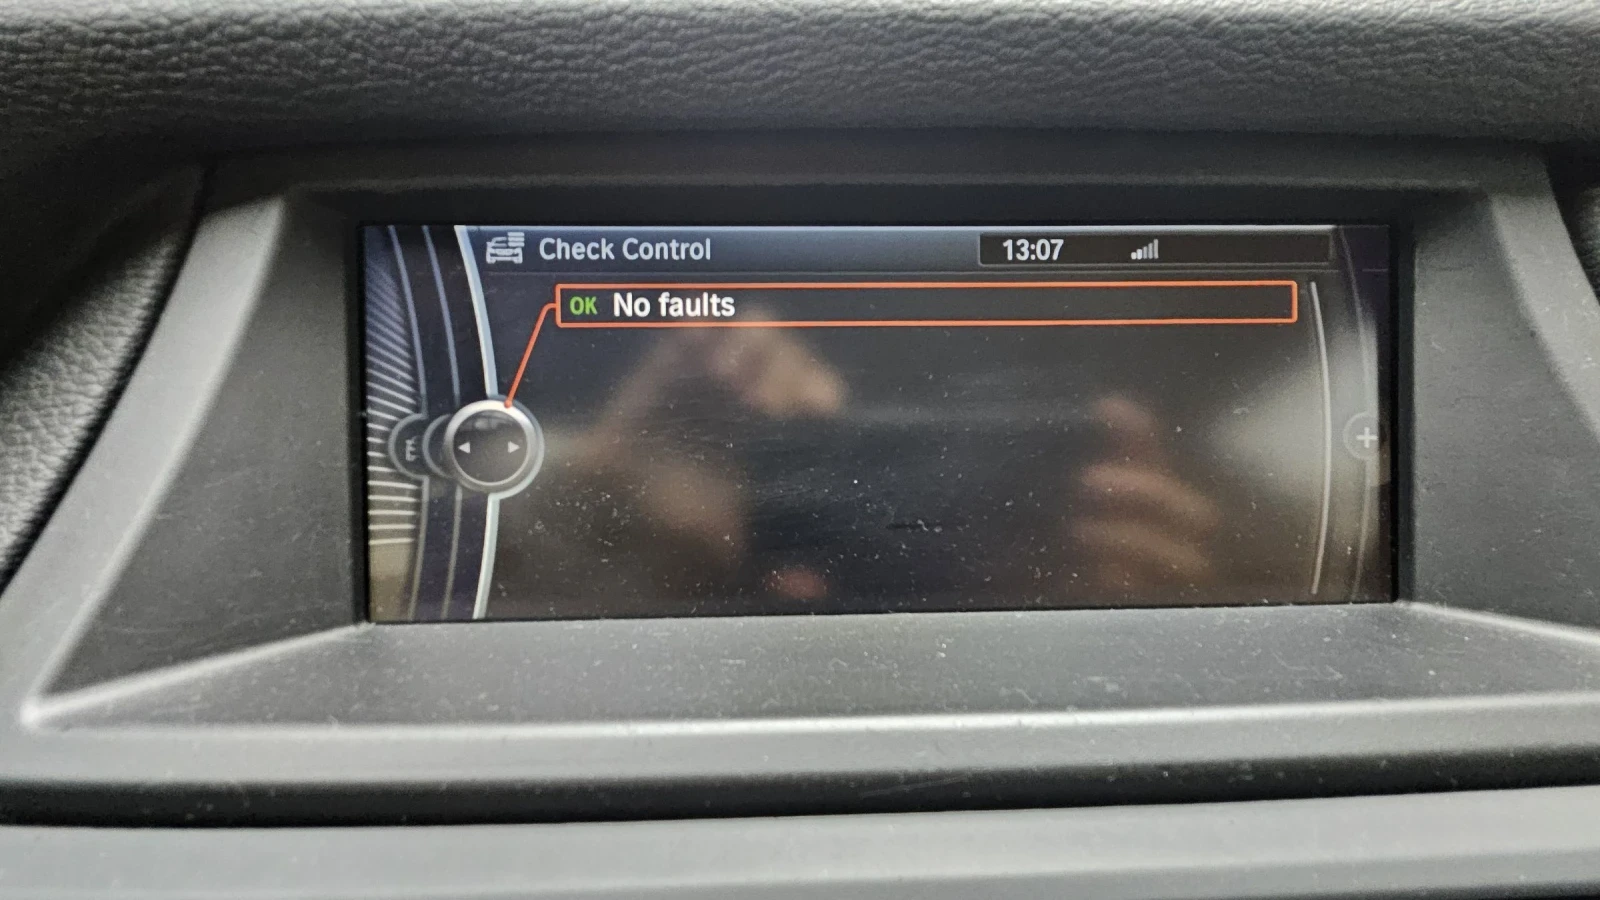 Check Control
13:07
OK No faults